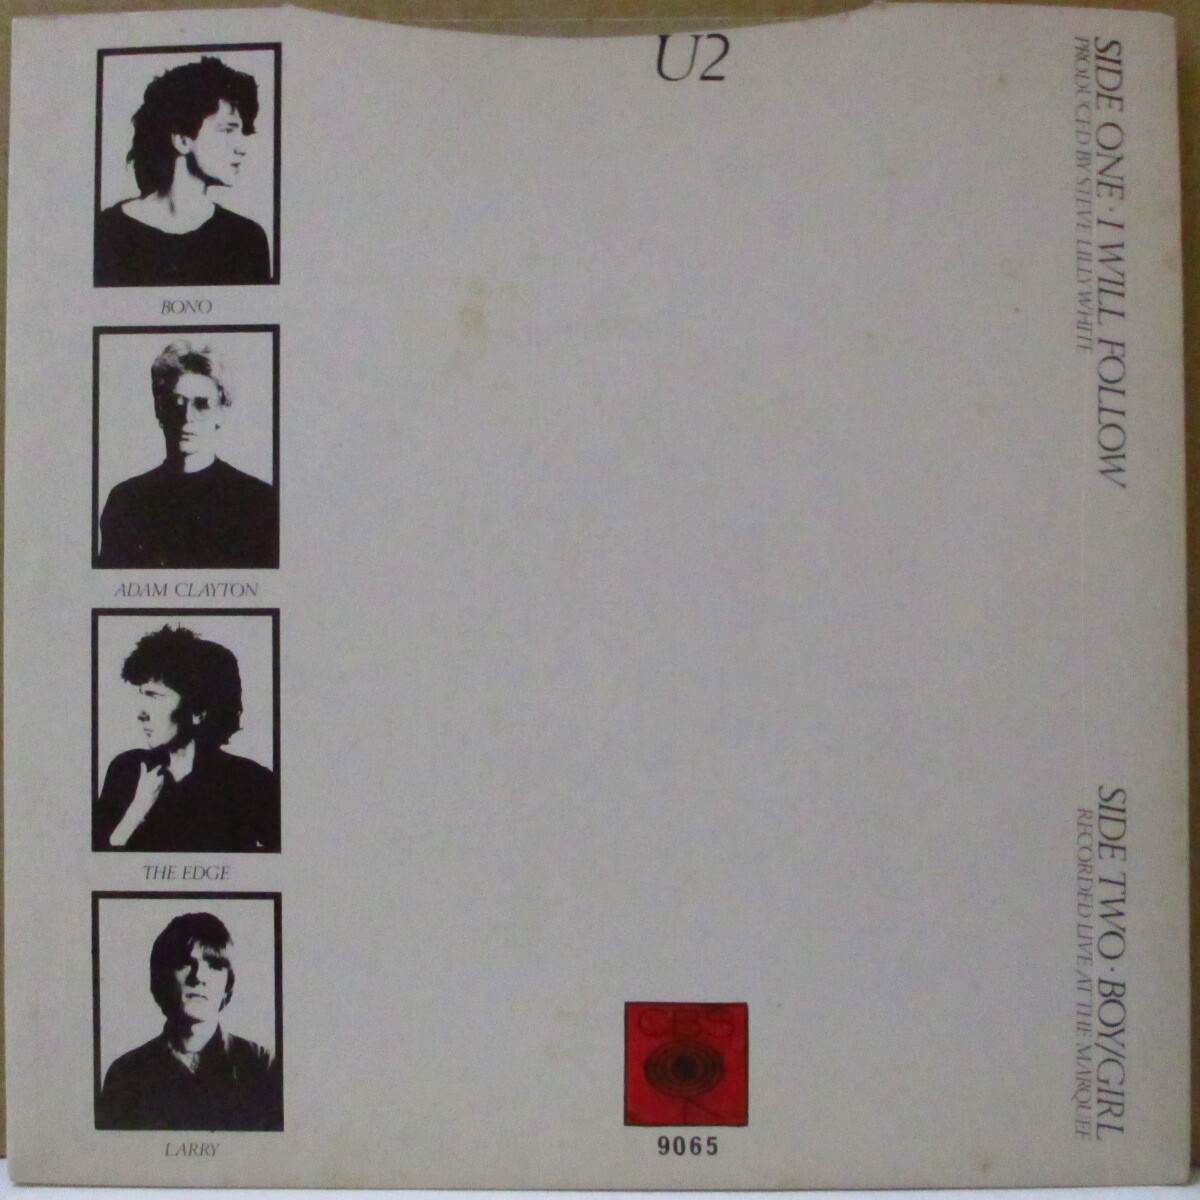 U2
BONO
ADAM CLAYTON
THE EDGE
LARRY
SIDE ONE · I WILL FOLLOW
PRODUCED BY STEVE LILLYWHITE
SIDE TWO · BOY/GIRL
RECORDED LIVE AT THE MARQUEE
CBS
9065